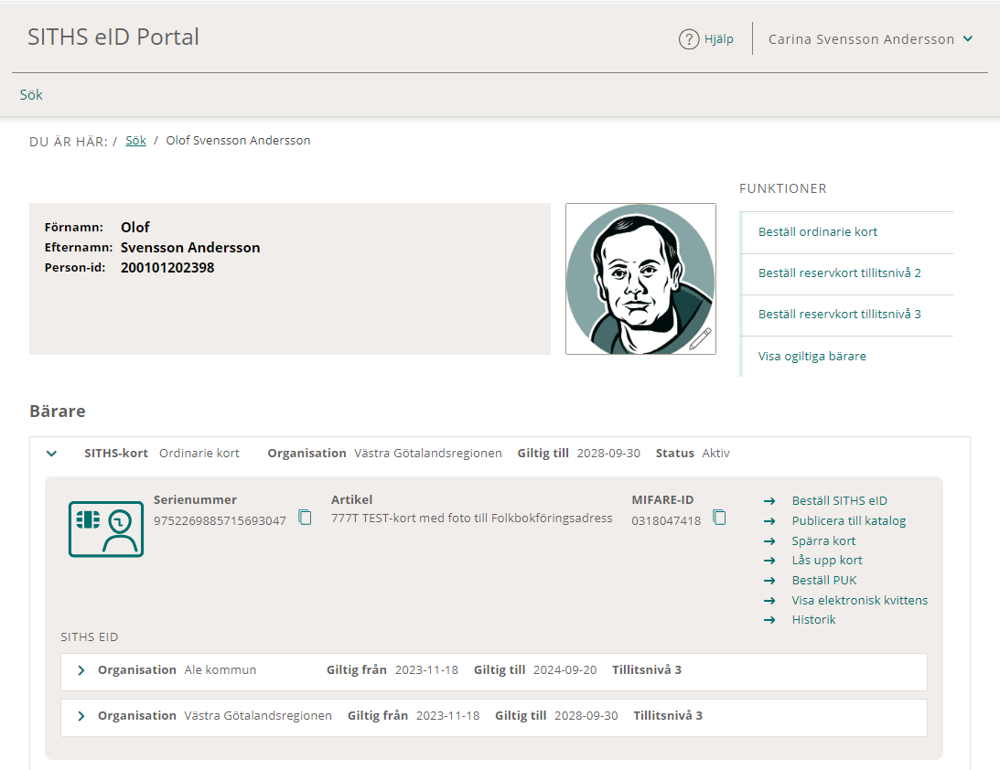 SITHS eID Portal
? Hjälp
Carina Svensson Andersson
Sök
DU ÄR HÄR: / Sök / Olof Svensson Andersson
Förnamn: Olof
Efternamn: Svensson Andersson
Person-id: 200101202398
FUNKTIONER
Beställ ordinarie kort
Beställ reservkort tillitsnivå 2
Beställ reservkort tillitsnivå 3
Visa ogiltiga bärare
Bärare
SITHS-kort Ordinarie kort Organisation Västra Götalandsregionen Giltig till 2028-09-30 Status Aktiv
Serienummer
9752269885715693047
Artikel
777T TEST-kort med foto till Folkbokföringsadress
MIFARE-ID
0318047418
Beställ SITHS eID
Publicera till katalog
Spärra kort
Lås upp kort
Beställ PUK
Visa elektronisk kvittens
Historik
SITHS EID
Organisation Ale kommun Giltig från 2023-11-18 Giltig till 2024-09-20 Tillitsnivå 3
Organisation Västra Götalandsregionen Giltig från 2023-11-18 Giltig till 2028-09-30 Tillitsnivå 3